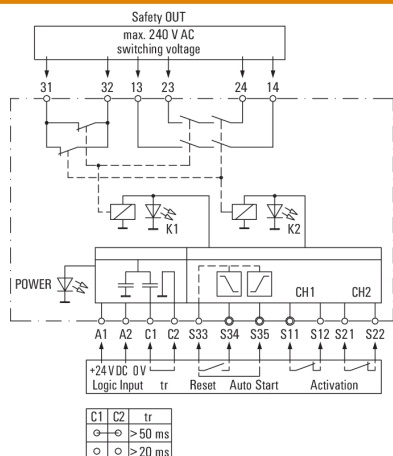 Safety OUT
max. 240 V AC
switching voltage
31 32 13 23 24 14
K1 K2
POWER
CH1 CH2
A1 A2 C1 C2 S33 S34 S35 S11 S12 S21 S22
+24 V DC 0 V
Logic Input tr Reset Auto Start Activation
C1 C2 tr
> 50 ms
> 20 ms